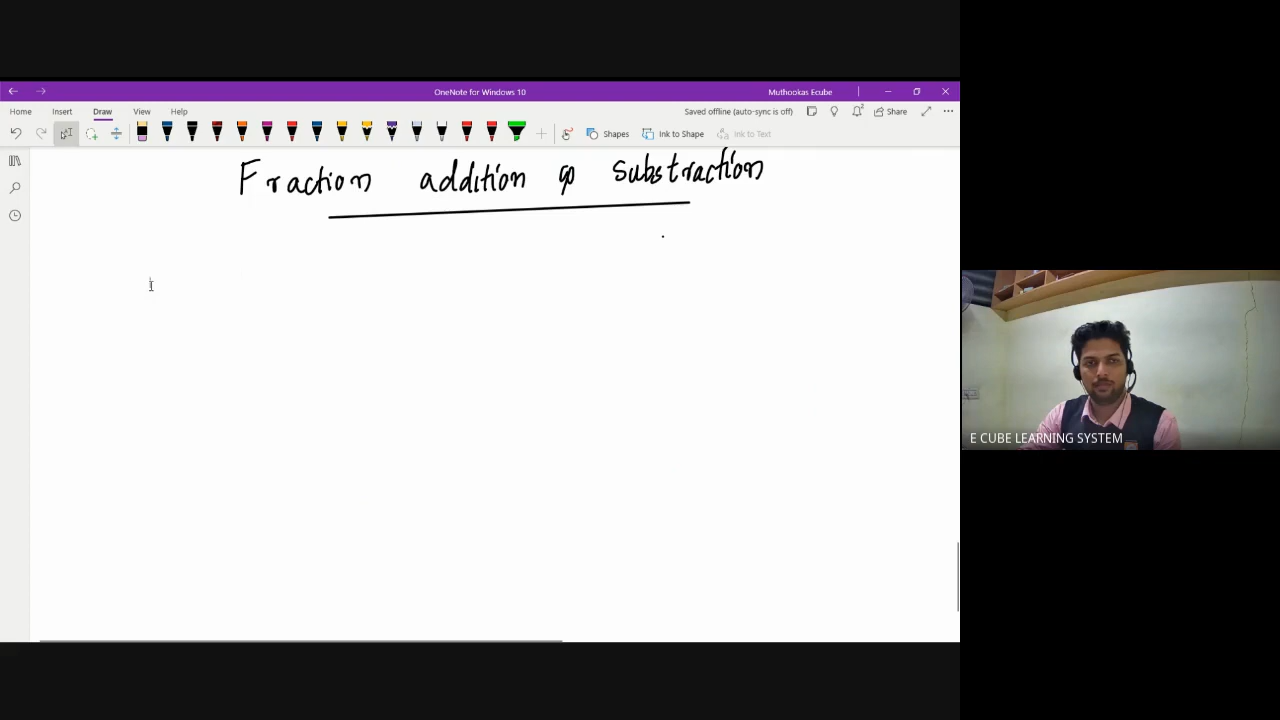 OneNote for Windows 10
Muthookas Ecube
Home Insert Draw View Help
Saved offline (auto-sync is off)
2
Share
Shapes
Ink to Shape
Ink to Text
Fraction addition & Substraction
E CUBE LEARNING SYSTEM